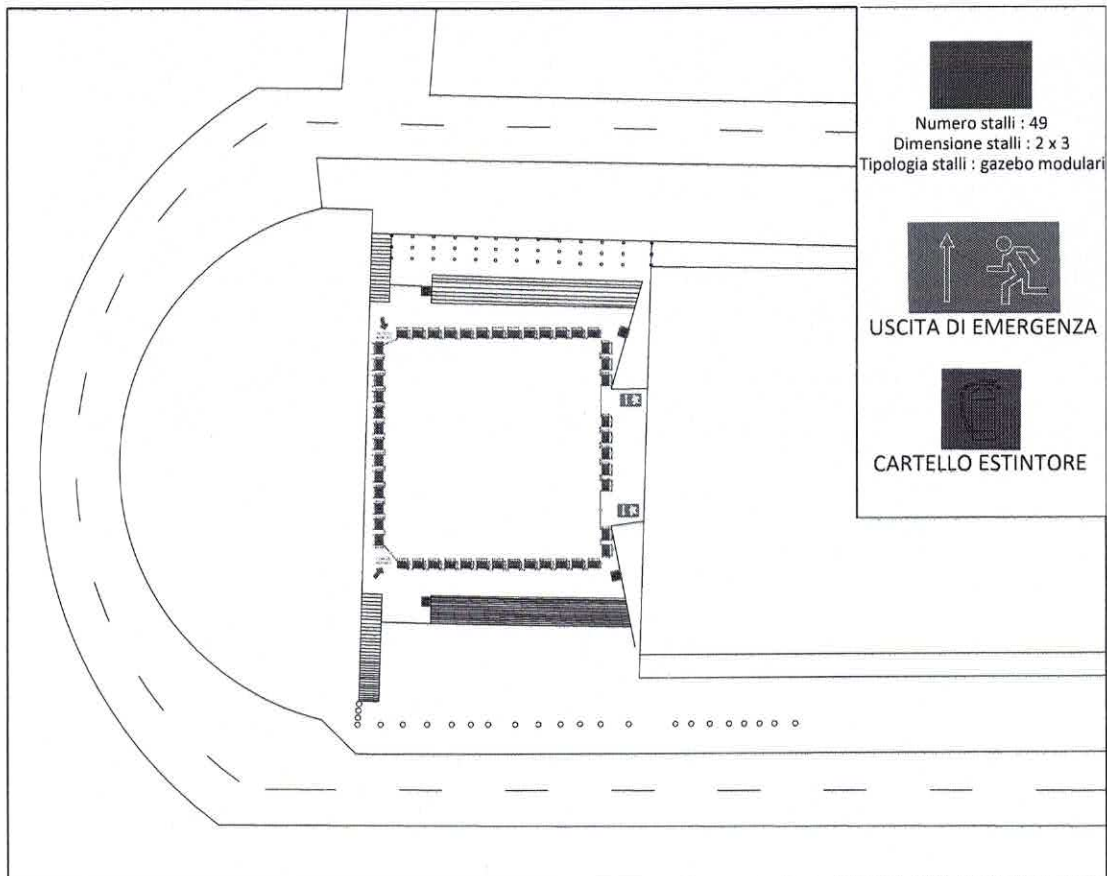 Numero stalli : 49
Dimensione stalli : 2 x 3
Tipologia stalli : gazebo modulari
USCITA DI EMERGENZA
CARTELLO ESTINTORE